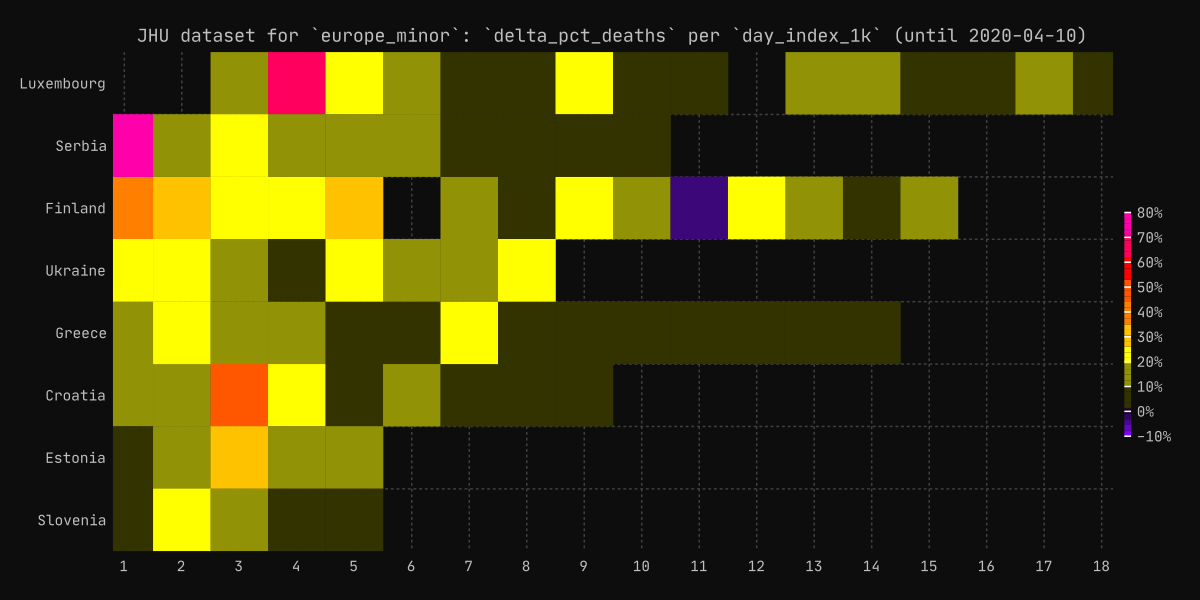 JHU dataset for `europe_minor`: `delta_pct_deaths` per `day_index_1k` (until 2020-04-10)
Luxembourg
Serbia
Finland
Ukraine
Greece
Croatia
Estonia
Slovenia
80%
70%
60%
50%
40%
30%
20%
10%
0%
-10%
1 2 3 4 5 6 7 8 9 10 11 12 13 14 15 16 17 18